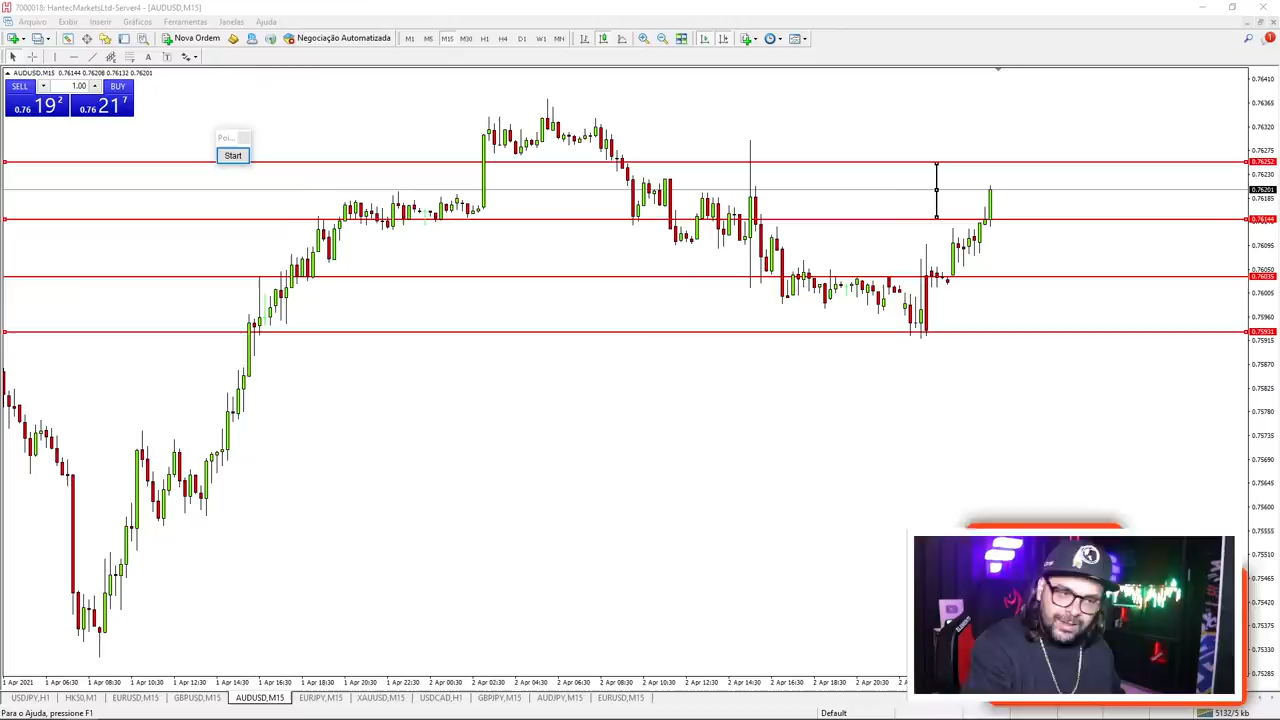 7000018: HantecMarketsLtd-Server4 - [AUDUSD,M15]
Arquivo Exibir Inserir Gráficos Ferramentas Janelas Ajuda
Nova Ordem Negociação Automatizada M1 M5 M15 M30 H1 H4 D1 W1 MN 1
A T
AUDUSD,M15 0.76144 0.76208 0.76132 0.76201
SELL 1.00 BUY
0.76 19 2 0.76 21 7
Poi...
Start
0.76410
0.76365
0.76320
0.76275
0.76252
0.76230
0.76201
0.76185
0.76144
0.76095
0.76050
0.76035
0.76005
0.75960
0.75931
0.75915
0.75870
0.75825
0.75780
0.75735
0.75690
0.75645
0.75600
0.75555
0.75510
0.75465
0.75420
0.75375
0.75330
0.75285
1 Apr 2021 1 Apr 06:30 1 Apr 08:30 1 Apr 10:30 1 Apr 12:30 1 Apr 14:30 1 Apr 16:30 1 Apr 18:30 1 Apr 20:30 1 Apr 22:30 2 Apr 00:30 2 Apr 02:30 2 Apr 04:30 2 Apr 06:30 2 Apr 08:30 2 Apr 10:30 2 Apr 12:30 2 Apr 14:30 2 Apr 16:30 2 Apr 18:30 2 Apr 20:30
USDJPY,H1 HK50,M1 EURUSD,M15 GBPUSD,M15 AUDUSD,M15 EURJPY,M15 XAUUSD,M15 USDCAD,H1 GBPJPY,M15 AUDJPY,M15 EURUSD,M15
Para o Ajuda, pressione F1 Default 5132/5 kb